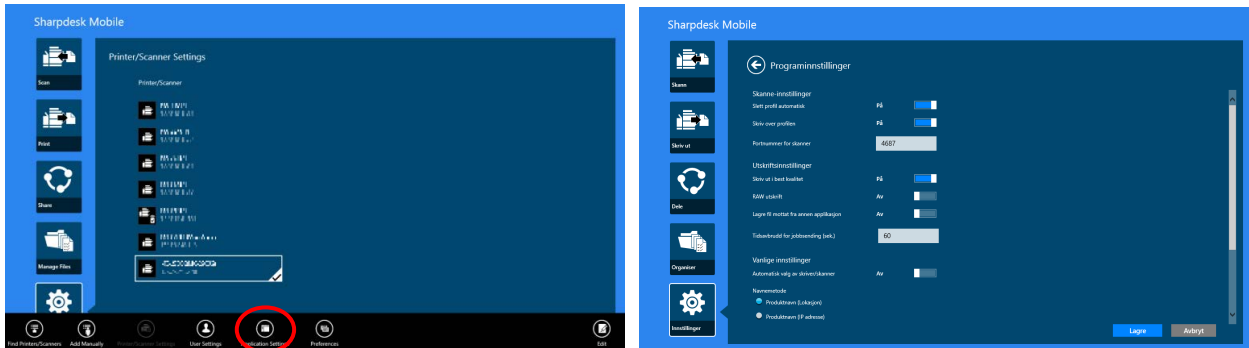 Sharpdesk Mobile
Scan
Print
Share
Manage Files
Printer/Scanner Settings
Printer/Scanner
Find Printers/Scanners
Add Manually
Printer/Scanner Settings
User Settings
Application Settings
Preferences
Edit
Sharpdesk Mobile
Skann
Skriv ut
Dele
Organiser
Innstillinger
Programinnstillinger
Skanne-innstillinger
Slett profil automatisk På
Skriv over profilen På
Portnummer for skanner 4687
Utskriftsinnstillinger
Skriv ut i best kvalitet På
RAW utskrift Av
Lagre fil mottat fra annen applikasjon Av
Tidsavbrudd for jobbsending (sek.) 60
Vanlige innstillinger
Automatisk valg av skriver/skanner Av
Navnemetode
Produktnavn (Lokasjon)
Produktnavn (IP adresse)
Lagre Avbryt